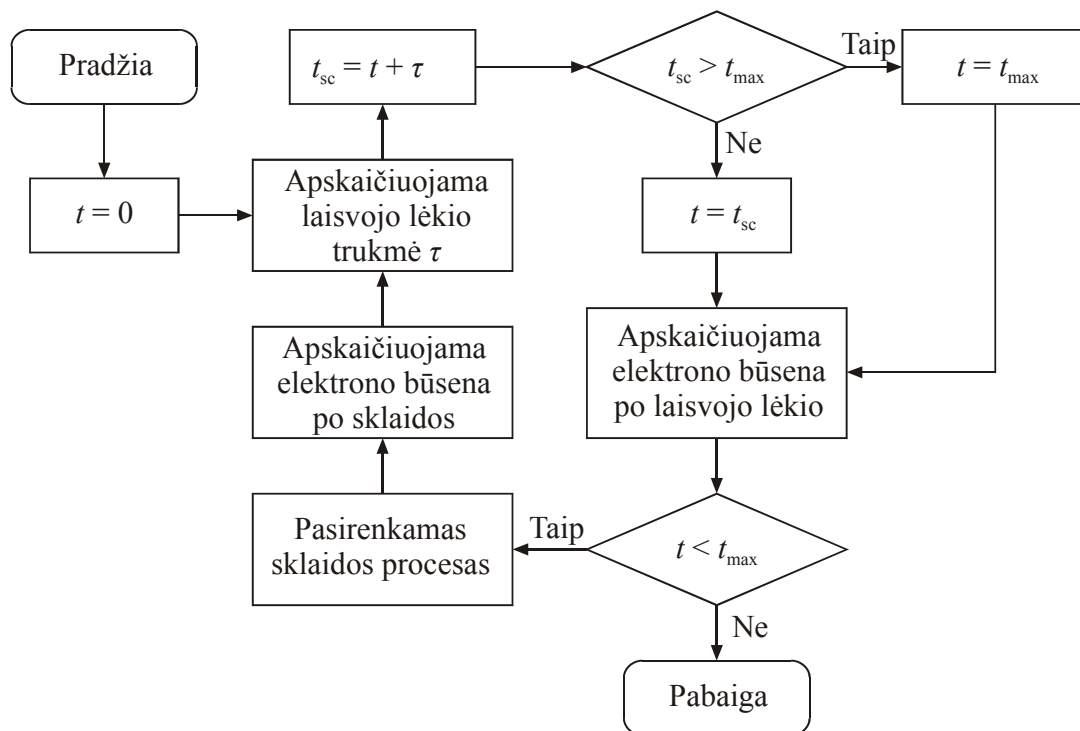 Pradžia
t = 0
Apskaičiuojama
laisvojo lėkio
trukmė τ
t_sc = t + τ
t_sc > t_max
Taip
t = t_max
Ne
t = t_sc
Apskaičiuojama
elektrono būsena
po laisvojo lėkio
t < t_max
Taip
Pasirenkamas
sklaidos procesas
Apskaičiuojama
elektrono būsena
po sklaidos
Ne
Pabaiga